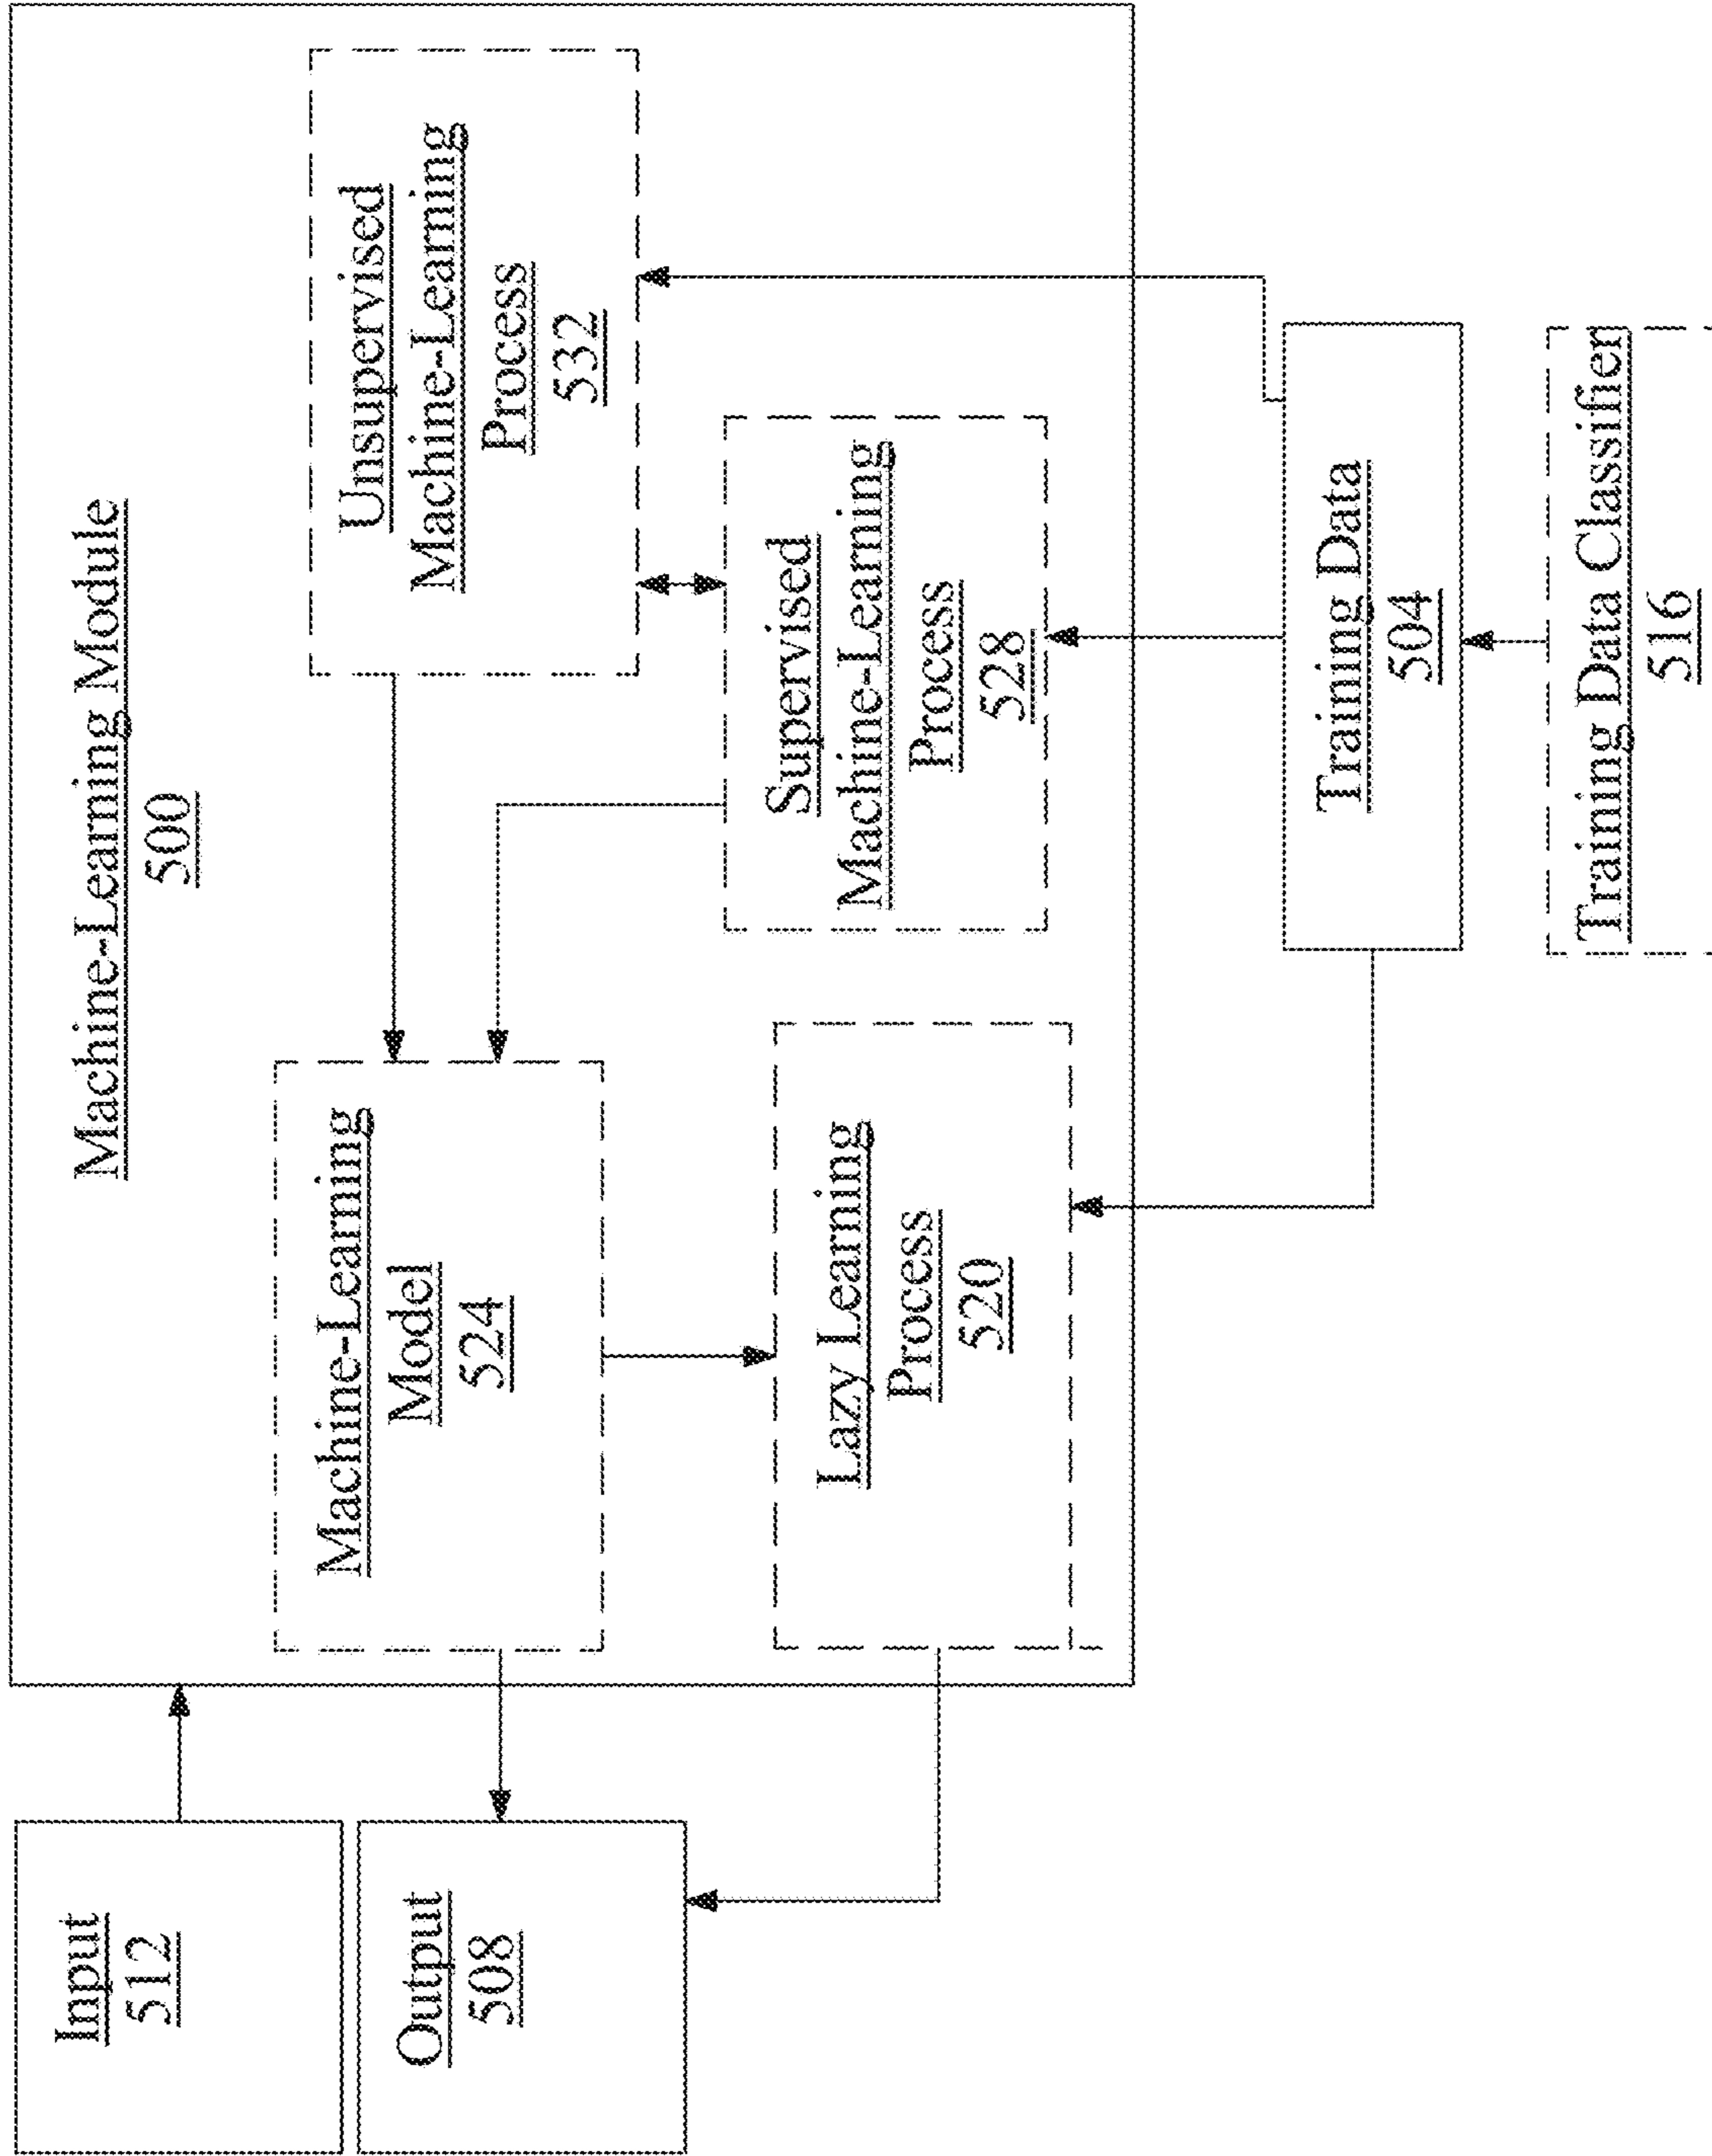 Machine-Learning Module
500
Input
512
Output
508
Machine-Learning
Model
524
Unsupervised
Machine-Learning
Process
532
Lazy Learning
Process
520
Supervised
Machine-Learning
Process
528
Training Data
504
Training Data Classifier
516